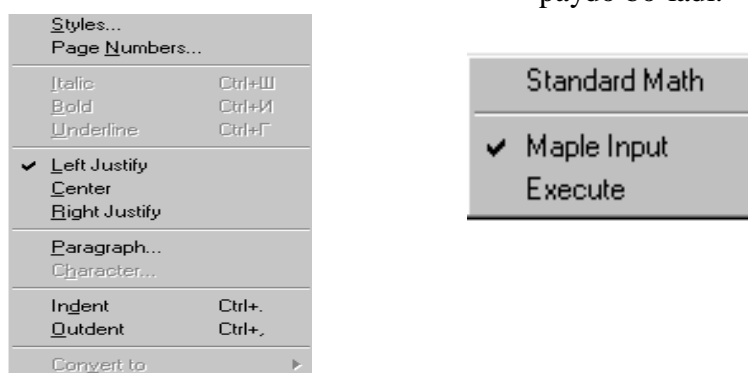 Styles...
Page Numbers...
Italic Ctrl+Ш
Bold Ctrl+И
Underline Ctrl+Г
Left Justify
Center
Right Justify
Paragraph...
Character...
Indent Ctrl+.
Outdent Ctrl+,
Convert to
Standard Math
Maple Input
Execute